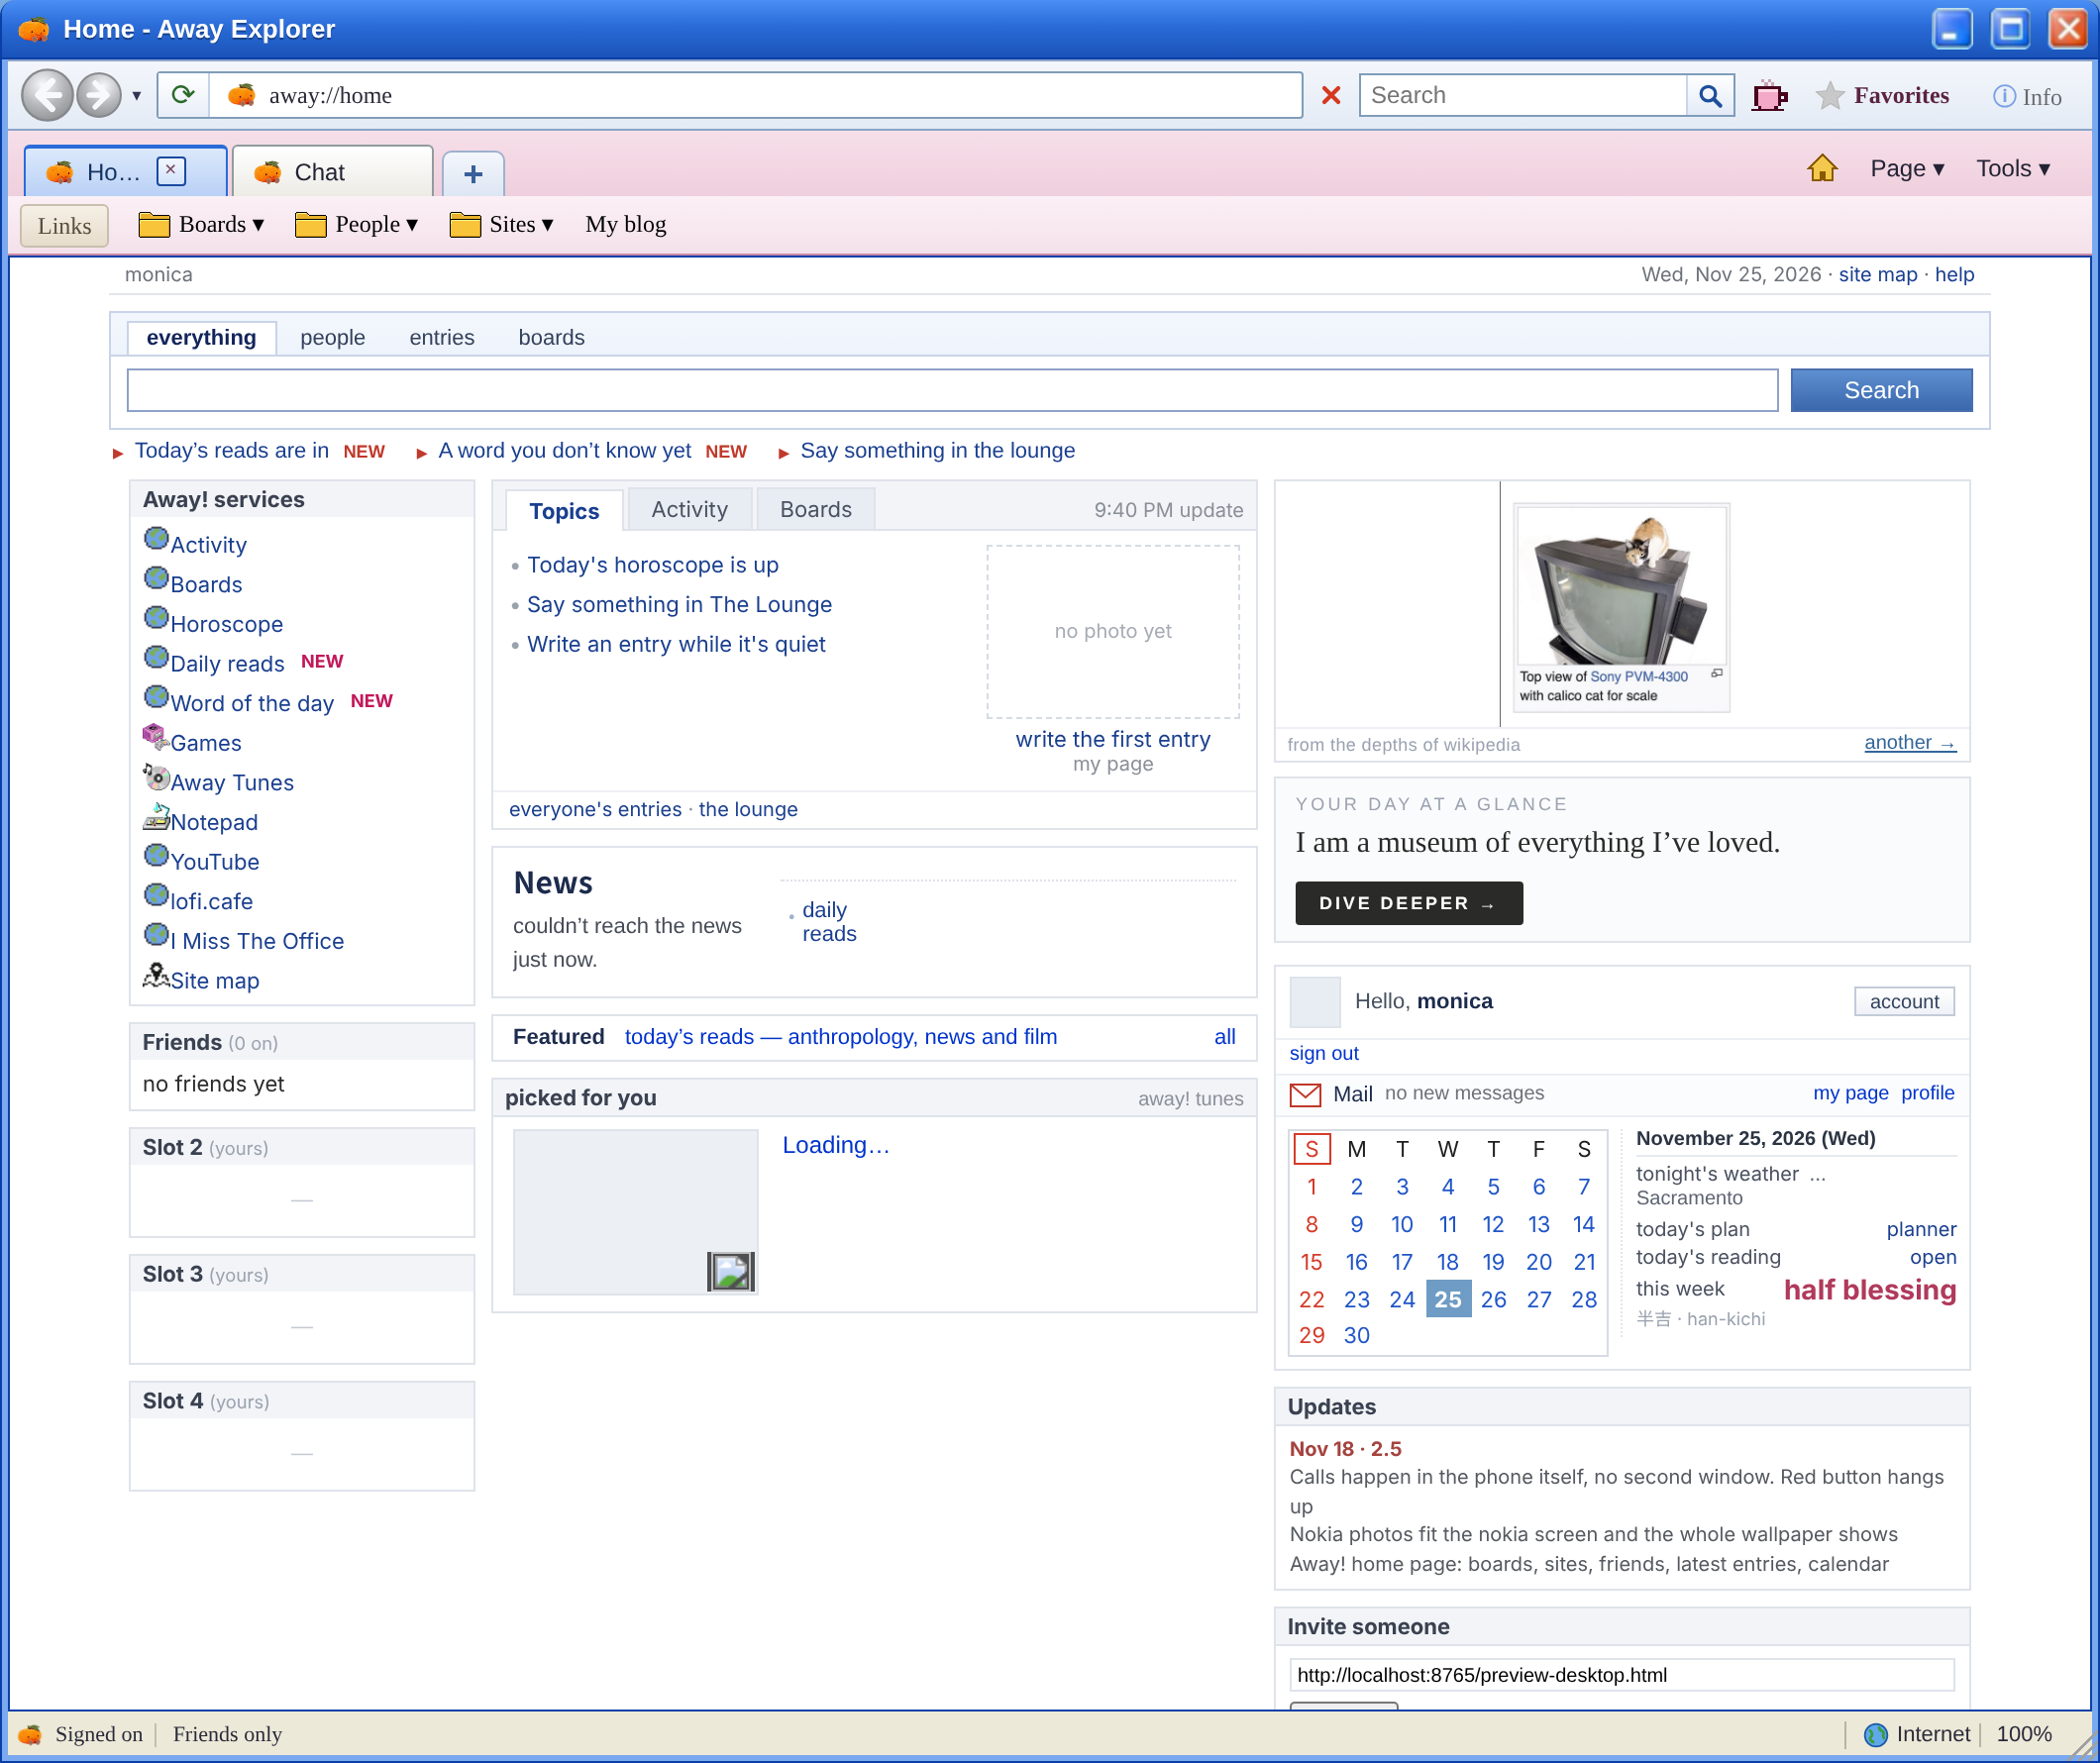 Home - Away Explorer
away://home
Search
Favorites
Info
Ho...
Chat
Page ▾
Tools ▾
Links
Boards ▾
People ▾
Sites ▾
My blog
monica
Wed, Nov 25, 2026 · site map · help
everything people entries boards
Search
Today’s reads are in NEW
A word you don’t know yet NEW
Say something in the lounge
Away! services
Activity
Boards
Horoscope
Daily reads NEW
Word of the day NEW
Games
Away Tunes
Notepad
YouTube
lofi.cafe
I Miss The Office
Site map
Friends (0 on)
no friends yet
Slot 2 (yours)
—
Slot 3 (yours)
—
Slot 4 (yours)
—
Topics Activity Boards 9:40 PM update
Today's horoscope is up
Say something in The Lounge
Write an entry while it's quiet
no photo yet
write the first entry
my page
everyone's entries · the lounge
News
couldn’t reach the news
just now.
daily
reads
Featured today’s reads — anthropology, news and film all
picked for you away! tunes
Loading...
Top view of Sony PVM-4300
with calico cat for scale
from the depths of wikipedia another →
YOUR DAY AT A GLANCE
I am a museum of everything I’ve loved.
DIVE DEEPER →
Hello, monica account
sign out
Mail no new messages my page profile
S M T W T F S
1 2 3 4 5 6 7
8 9 10 11 12 13 14
15 16 17 18 19 20 21
22 23 24 25 26 27 28
29 30
November 25, 2026 (Wed)
tonight's weather ...
Sacramento
today's plan planner
today's reading open
this week half blessing
半吉 · han-kichi
Updates
Nov 18 · 2.5
Calls happen in the phone itself, no second window. Red button hangs
up
Nokia photos fit the nokia screen and the whole wallpaper shows
Away! home page: boards, sites, friends, latest entries, calendar
Invite someone
http://localhost:8765/preview-desktop.html
Signed on
Friends only
Internet
100%